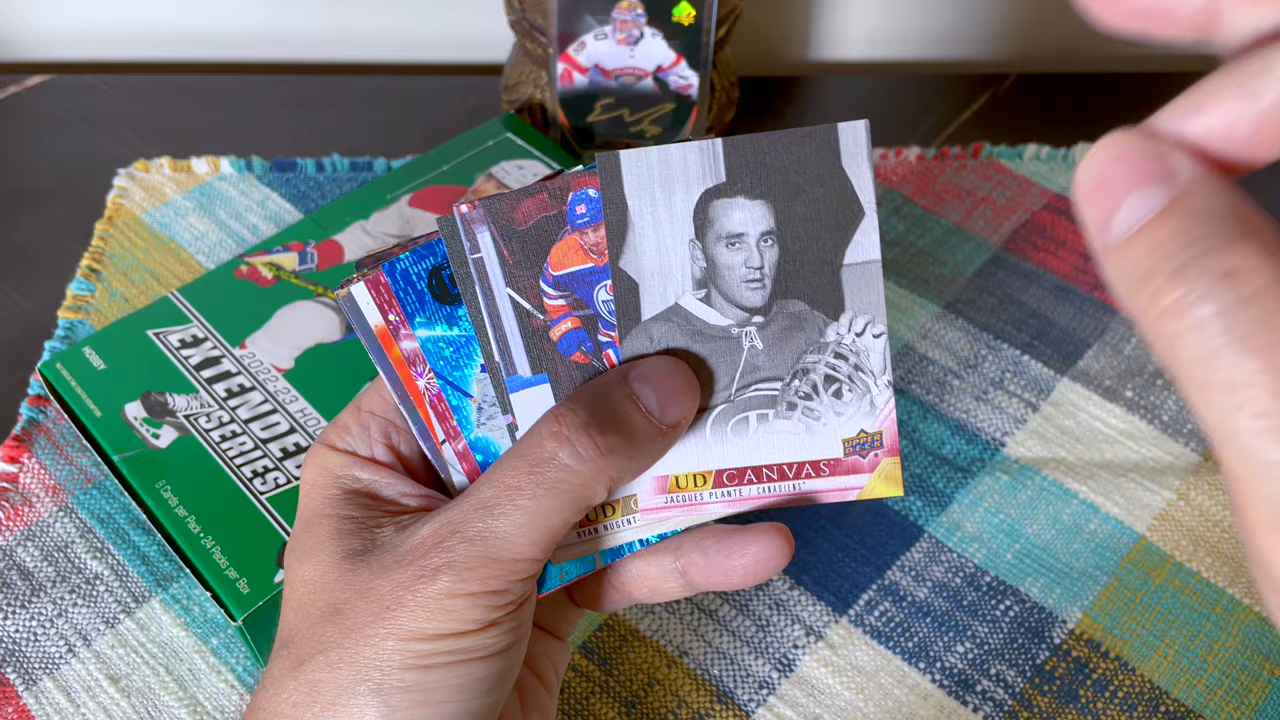 HOBBY
2022-23 HO
EXTENDED
SERIES
8 Cards per Pack • 24 Packs per Box
UD CANVAS
JACQUES PLANTE / CANADIENS
UPPER
DECK
UD
RYAN NUGENT-